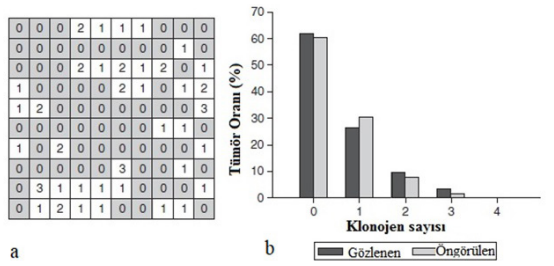 0 0 0 2 1 1 1 0 0 0
0 0 0 0 0 0 0 0 1 0
0 0 0 2 1 2 1 2 0 1
1 0 0 0 0 2 1 0 1 2
1 2 0 0 0 0 0 0 0 3
0 0 0 0 0 0 0 1 1 0
1 0 2 0 0 0 0 0 0 1
0 0 0 0 0 3 0 0 1 0
0 3 1 1 1 1 0 0 0 1
0 1 2 1 1 0 0 1 1 0
a
Tümör Oranı (%)
70
60
50
40
30
20
10
0
0 1 2 3 4
Klonojen sayısı
b
Gözlenen Öngörülen